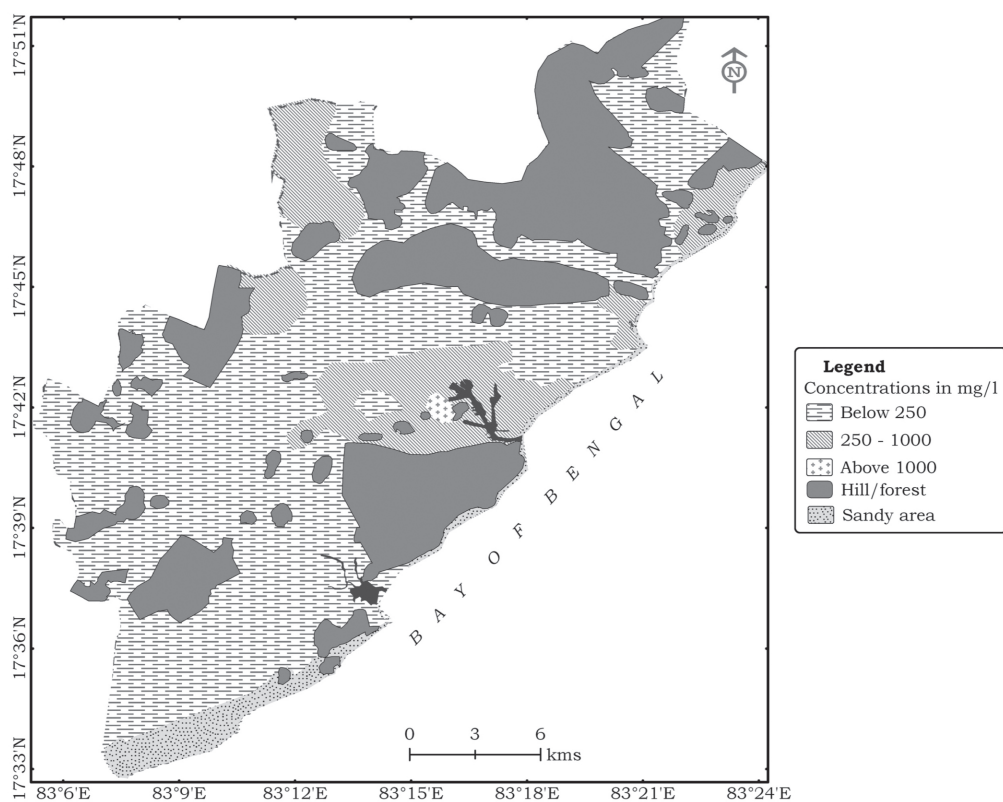 17°51'N
17°48'N
17°45'N
17°42'N
17°39'N
17°36'N
17°33'N
N
BAY OF BENGAL
0 3 6
kms
83°6'E 83°9'E 83°12'E 83°15'E 83°18'E 83°21'E 83°24'E
Legend
Concentrations in mg/l
Below 250
250 - 1000
Above 1000
Hill/forest
Sandy area